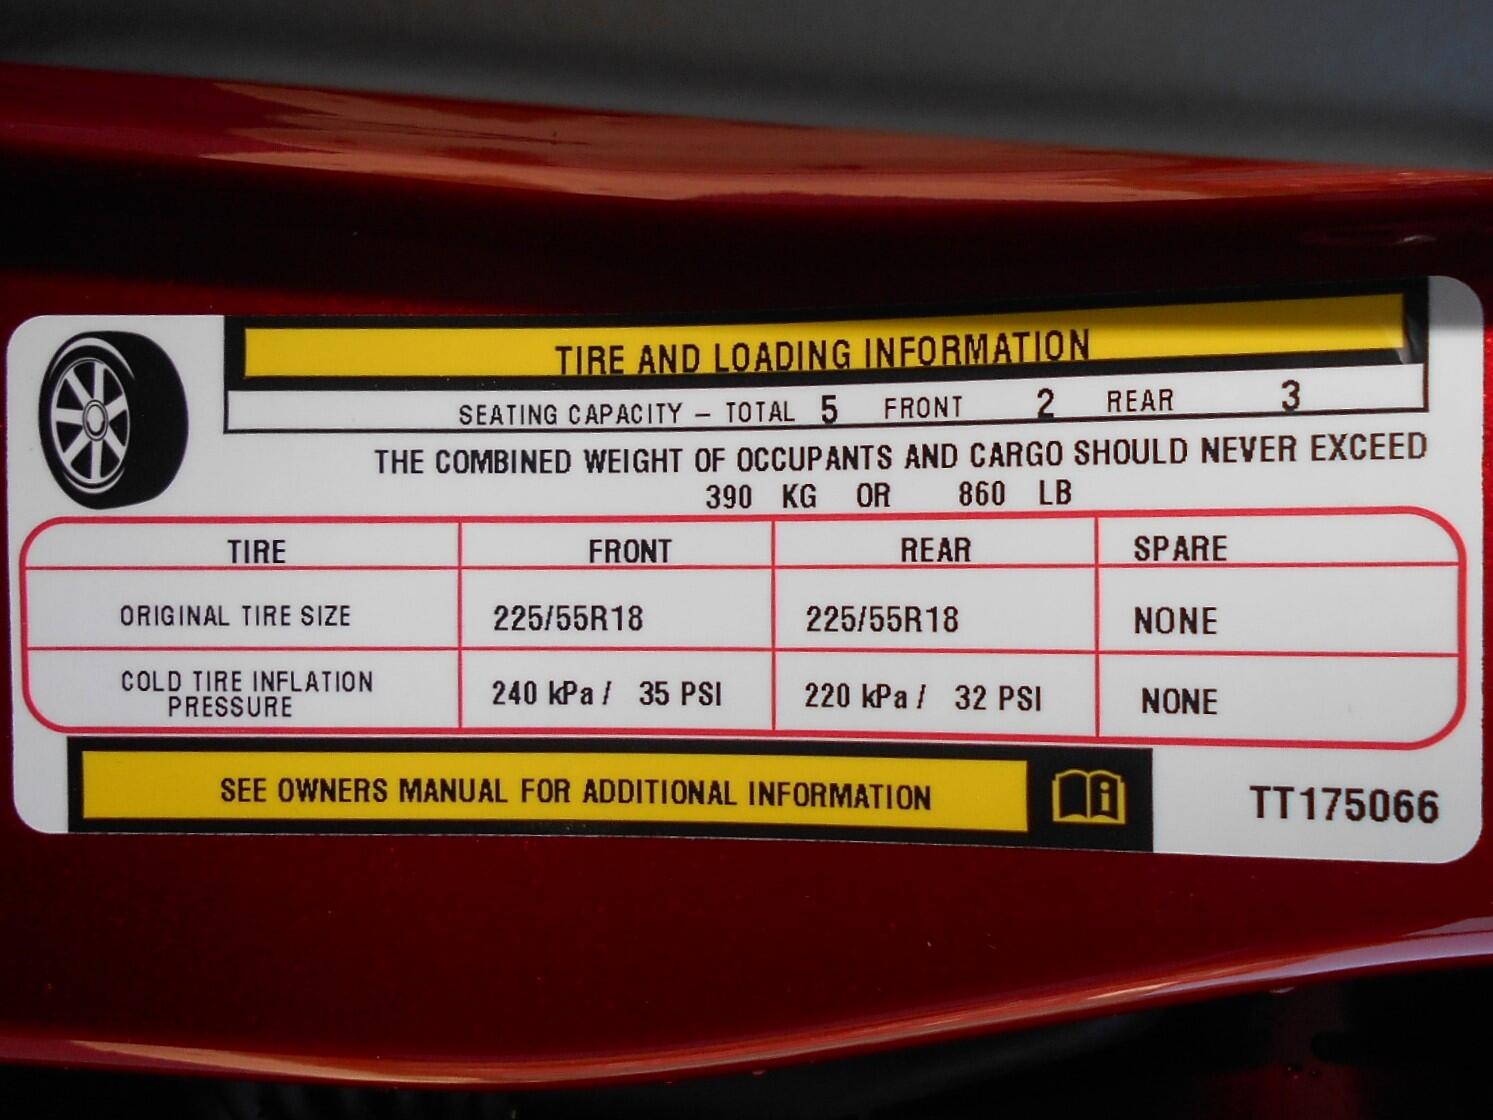 TIRE AND LOADING INFORMATION
SEATING CAPACITY – TOTAL 5 FRONT 2 REAR 3
THE COMBINED WEIGHT OF OCCUPANTS AND CARGO SHOULD NEVER EXCEED
390 KG OR 860 LB
TIRE FRONT REAR SPARE
ORIGINAL TIRE SIZE 225/55R18 225/55R18 NONE
COLD TIRE INFLATION PRESSURE 240 kPa / 35 PSI 220 kPa / 32 PSI NONE
SEE OWNERS MANUAL FOR ADDITIONAL INFORMATION
TT175066